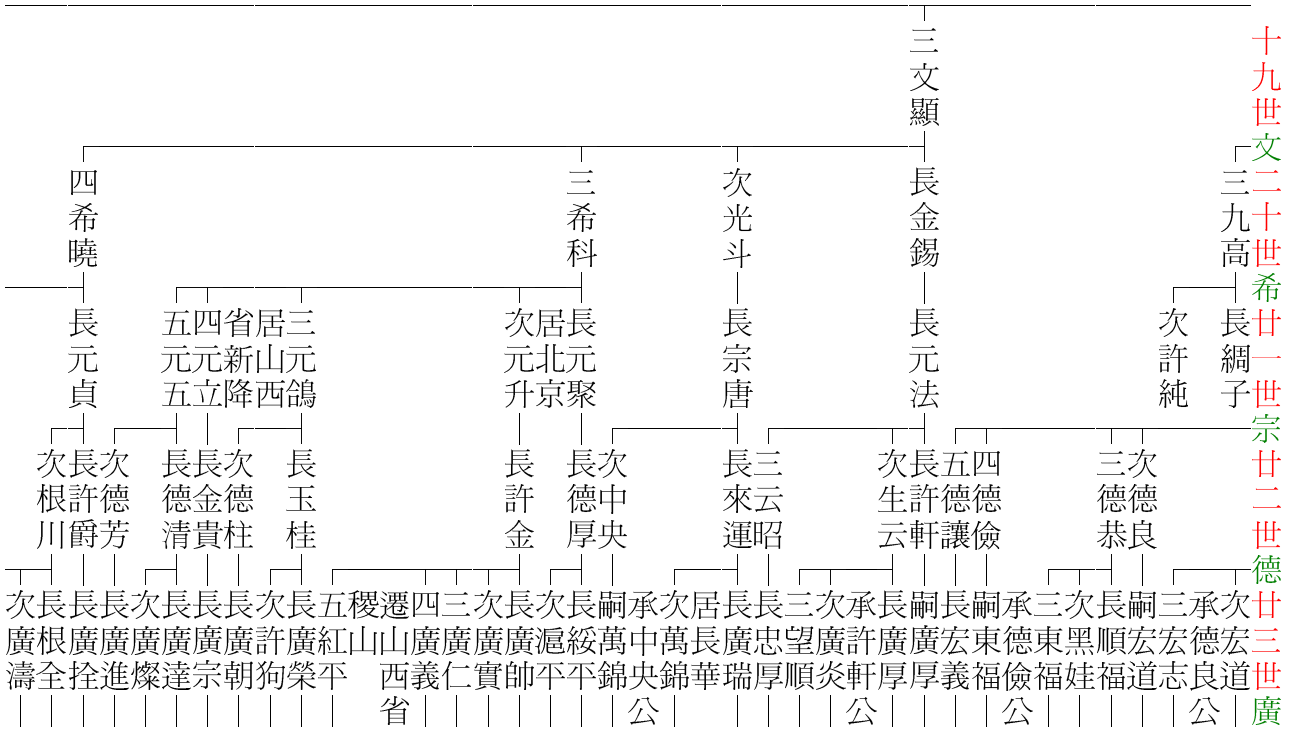 十九世文
二十世希
廿一世宗
廿二世德
廿三世廣
三文顯
三九高
長金錫
次光斗
三希科
四希曉
長綢子
次許純
長元法
長宗唐
長元聚
居北京
次元升
三元鴿
居山西
省新降
四元立
五元五
長元貞
次德良
三德恭
四德儉
五德讓
長許軒
次生云
三云昭
長來運
次中央
長德厚
長許金
長玉桂
次德柱
長金貴
長德清
次德芳
長許爵
次根川
次宏道
承德良公
三宏志
嗣宏道
長順福
次黑娃
三東福
承德儉公
嗣東福
長宏義
嗣廣厚
長廣厚
承許軒公
次廣炎
三望順
長忠厚
長廣瑞
居長華
次萬錦
承中央公
嗣萬錦
長綏平
次滬平
長廣帥
次廣實
三廣仁
四廣義
遷山西省
稷山
五紅平
長廣榮
次許狗
長廣朝
長廣宗
長廣達
次廣燦
長廣進
長廣拴
長根全
次廣濤